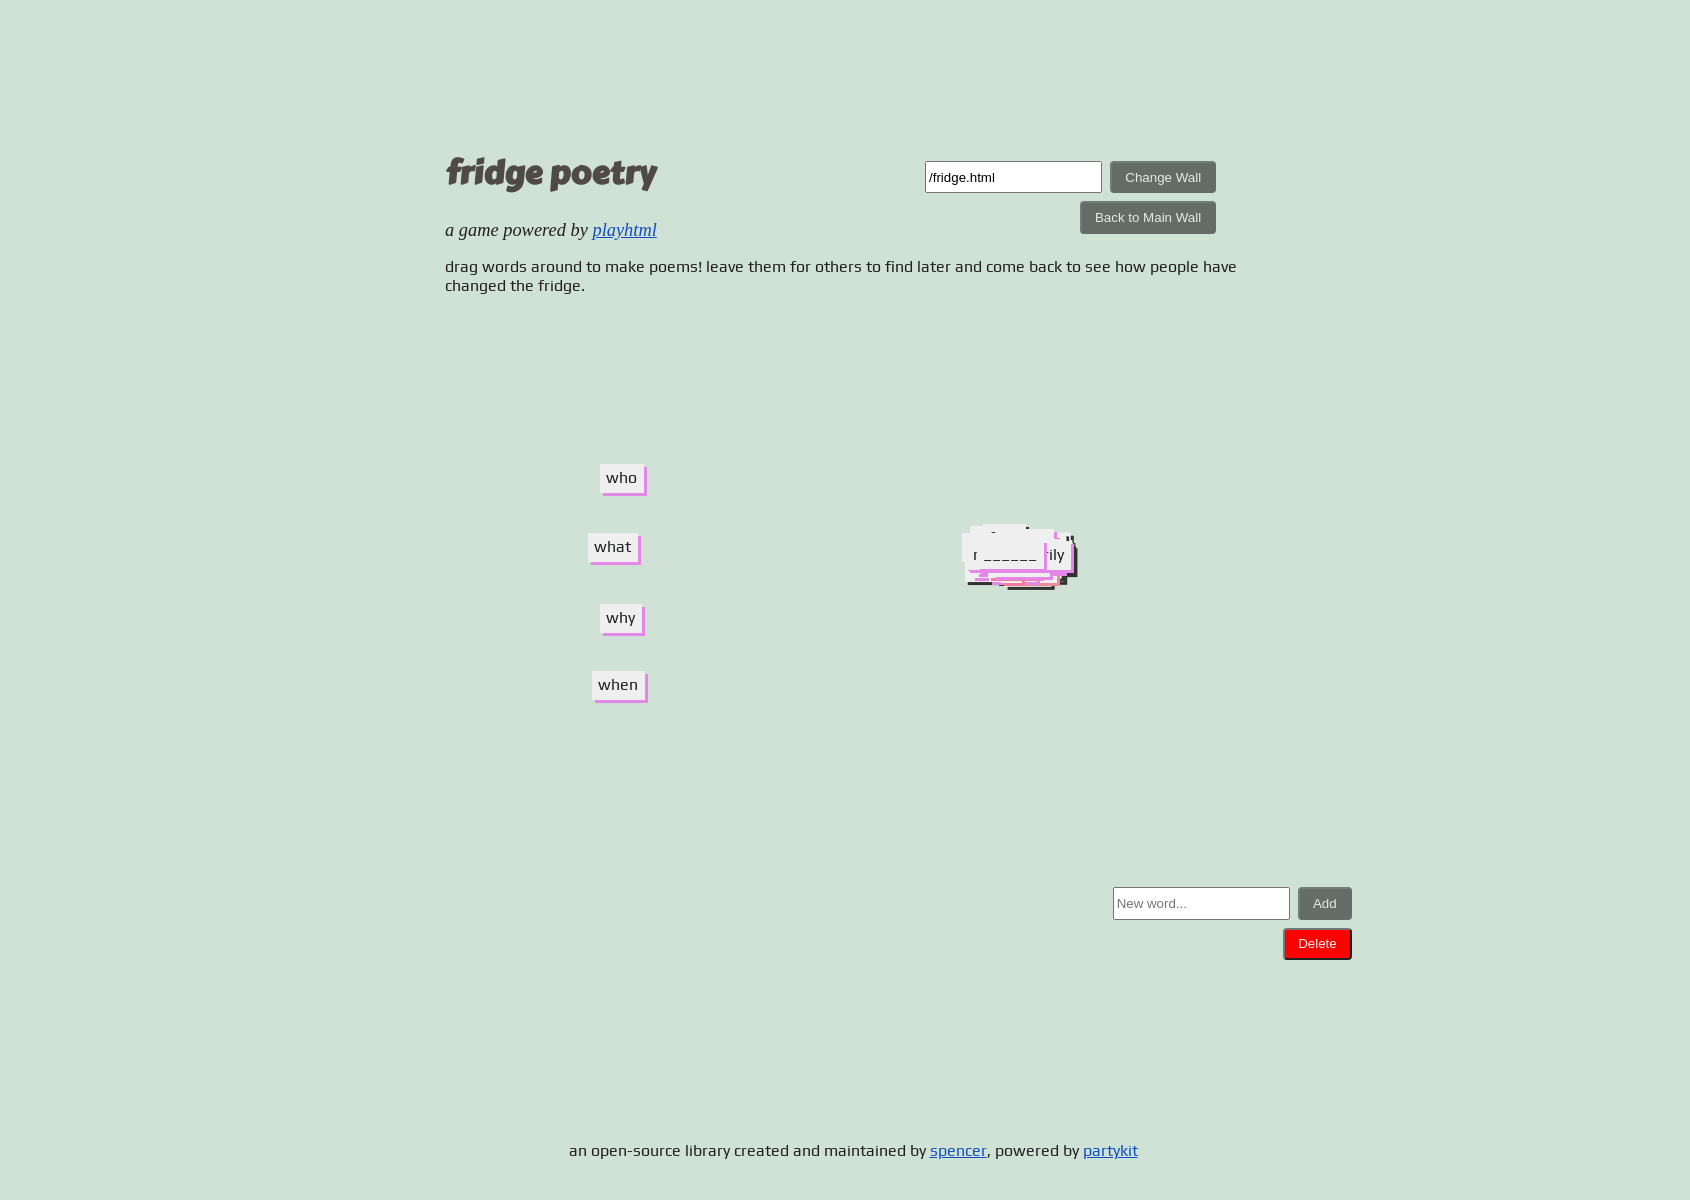 fridge poetry
/fridge.html
Change Wall
Back to Main Wall
a game powered by playhtml
drag words around to make poems! leave them for others to find later and come back to see how people have
changed the fridge.
who
what
why
when
______
New word...
Add
Delete
an open-source library created and maintained by spencer, powered by partykit